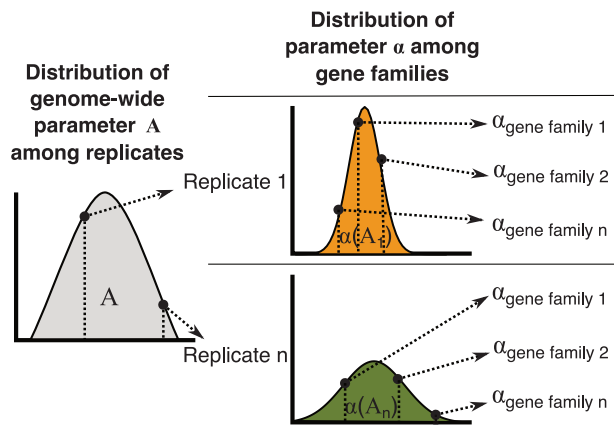 Distribution of
parameter α among
gene families
Distribution of
genome-wide
parameter A
among replicates
Replicate 1
α(A₁)
αgene family 1
αgene family 2
αgene family n
A
Replicate n
α(Aₙ)
αgene family 1
αgene family 2
αgene family n